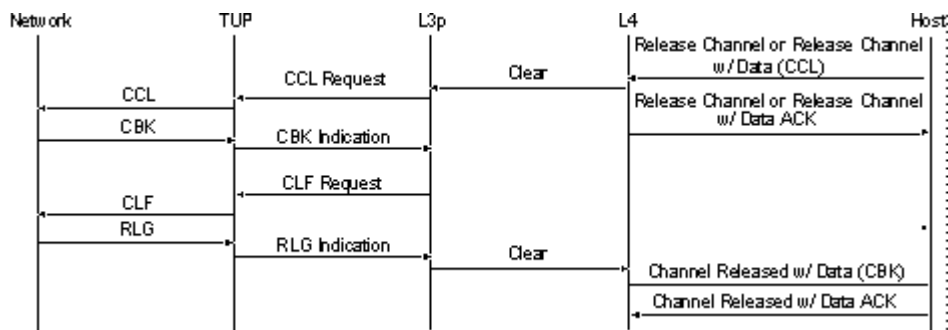 Network TUP L3p L4 Host
Release Channel or Release Channel
w/ Data (CCL)
Clear
CCL Request
CCL
Release Channel or Release Channel
w/ Data ACK
CBK
CBK Indication
CLF Request
CLF
RLG
RLG Indication
Clear
Channel Released w/ Data (CBK)
Channel Released w/ Data ACK